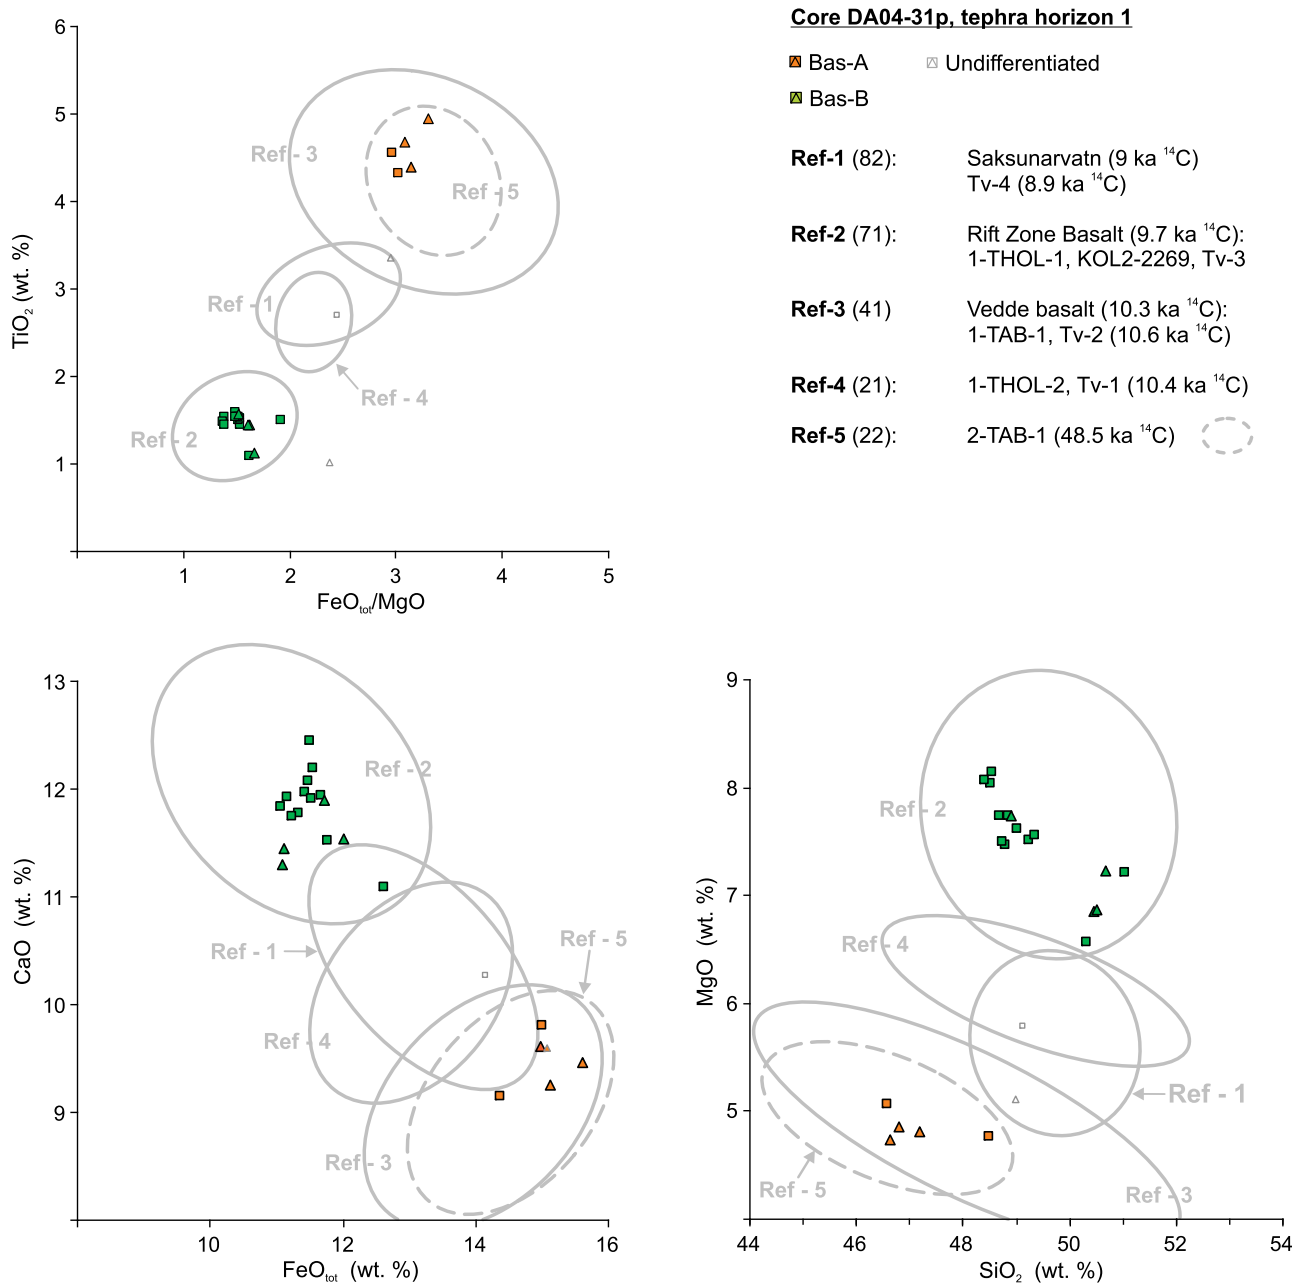 Core DA04-31p, tephra horizon 1
Bas-A
Undifferentiated
Bas-B
Ref-1 (82): Saksunarvatn (9 ka 14C)
Tv-4 (8.9 ka 14C)
Ref-2 (71): Rift Zone Basalt (9.7 ka 14C):
1-THOL-1, KOL2-2269, Tv-3
Ref-3 (41) Vedde basalt (10.3 ka 14C):
1-TAB-1, Tv-2 (10.6 ka 14C)
Ref-4 (21): 1-THOL-2, Tv-1 (10.4 ka 14C)
Ref-5 (22): 2-TAB-1 (48.5 ka 14C)
6
5
4
3
2
1
TiO2 (wt. %)
Ref - 3
Ref - 5
Ref - 1
Ref - 4
Ref - 2
1 2 3 4 5
FeOtot/MgO
13
12
11
10
9
CaO (wt. %)
Ref - 2
Ref - 1
Ref - 5
Ref - 4
Ref - 3
10 12 14 16
FeOtot (wt. %)
9
8
7
6
5
MgO (wt. %)
Ref - 2
Ref - 4
Ref - 1
Ref - 5
Ref - 3
44 46 48 50 52 54
SiO2 (wt. %)